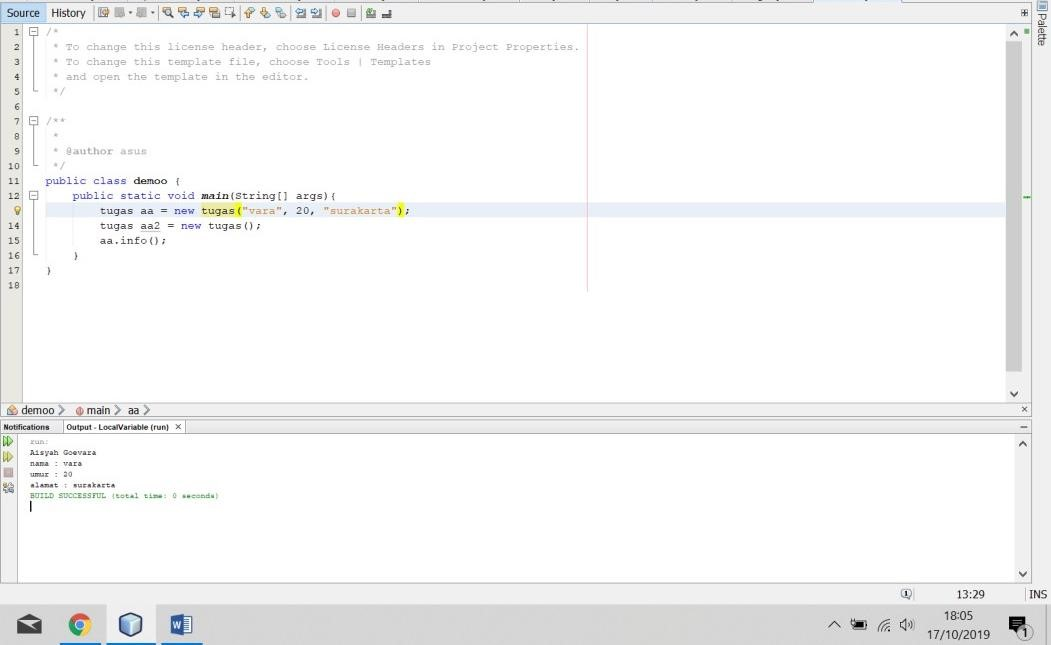 Source History
Palette
1 /*
2 * To change this license header, choose License Headers in Project Properties.
3 * To change this template file, choose Tools | Templates
4 * and open the template in the editor.
5 */
6
7 /**
8 *
9 * @author asus
10 */
11 public class demoo {
12 public static void main(String[] args){
tugas aa = new tugas("vara", 20, "surakarta");
14 tugas aa2 = new tugas();
15 aa.info();
16 }
17 }
18
demoo main aa
Notifications Output - LocalVariable (run)
run:
Aisyah Goevara
nama : vara
umur : 20
alamat : surakarta
BUILD SUCCESSFUL (total time: 0 seconds)
1 13:29 INS
18:05
17/10/2019 1